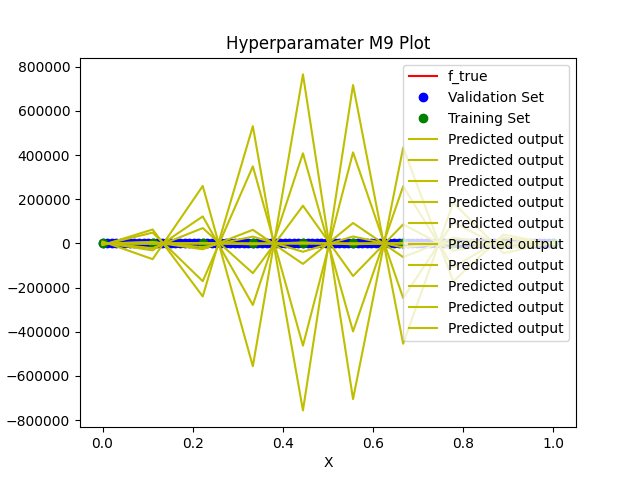 Hyperparamater M9 Plot
800000
600000
400000
200000
0
−200000
−400000
−600000
−800000
0.0 0.2 0.4 0.6 0.8 1.0
X
f_true
Validation Set
Training Set
Predicted output
Predicted output
Predicted output
Predicted output
Predicted output
Predicted output
Predicted output
Predicted output
Predicted output
Predicted output